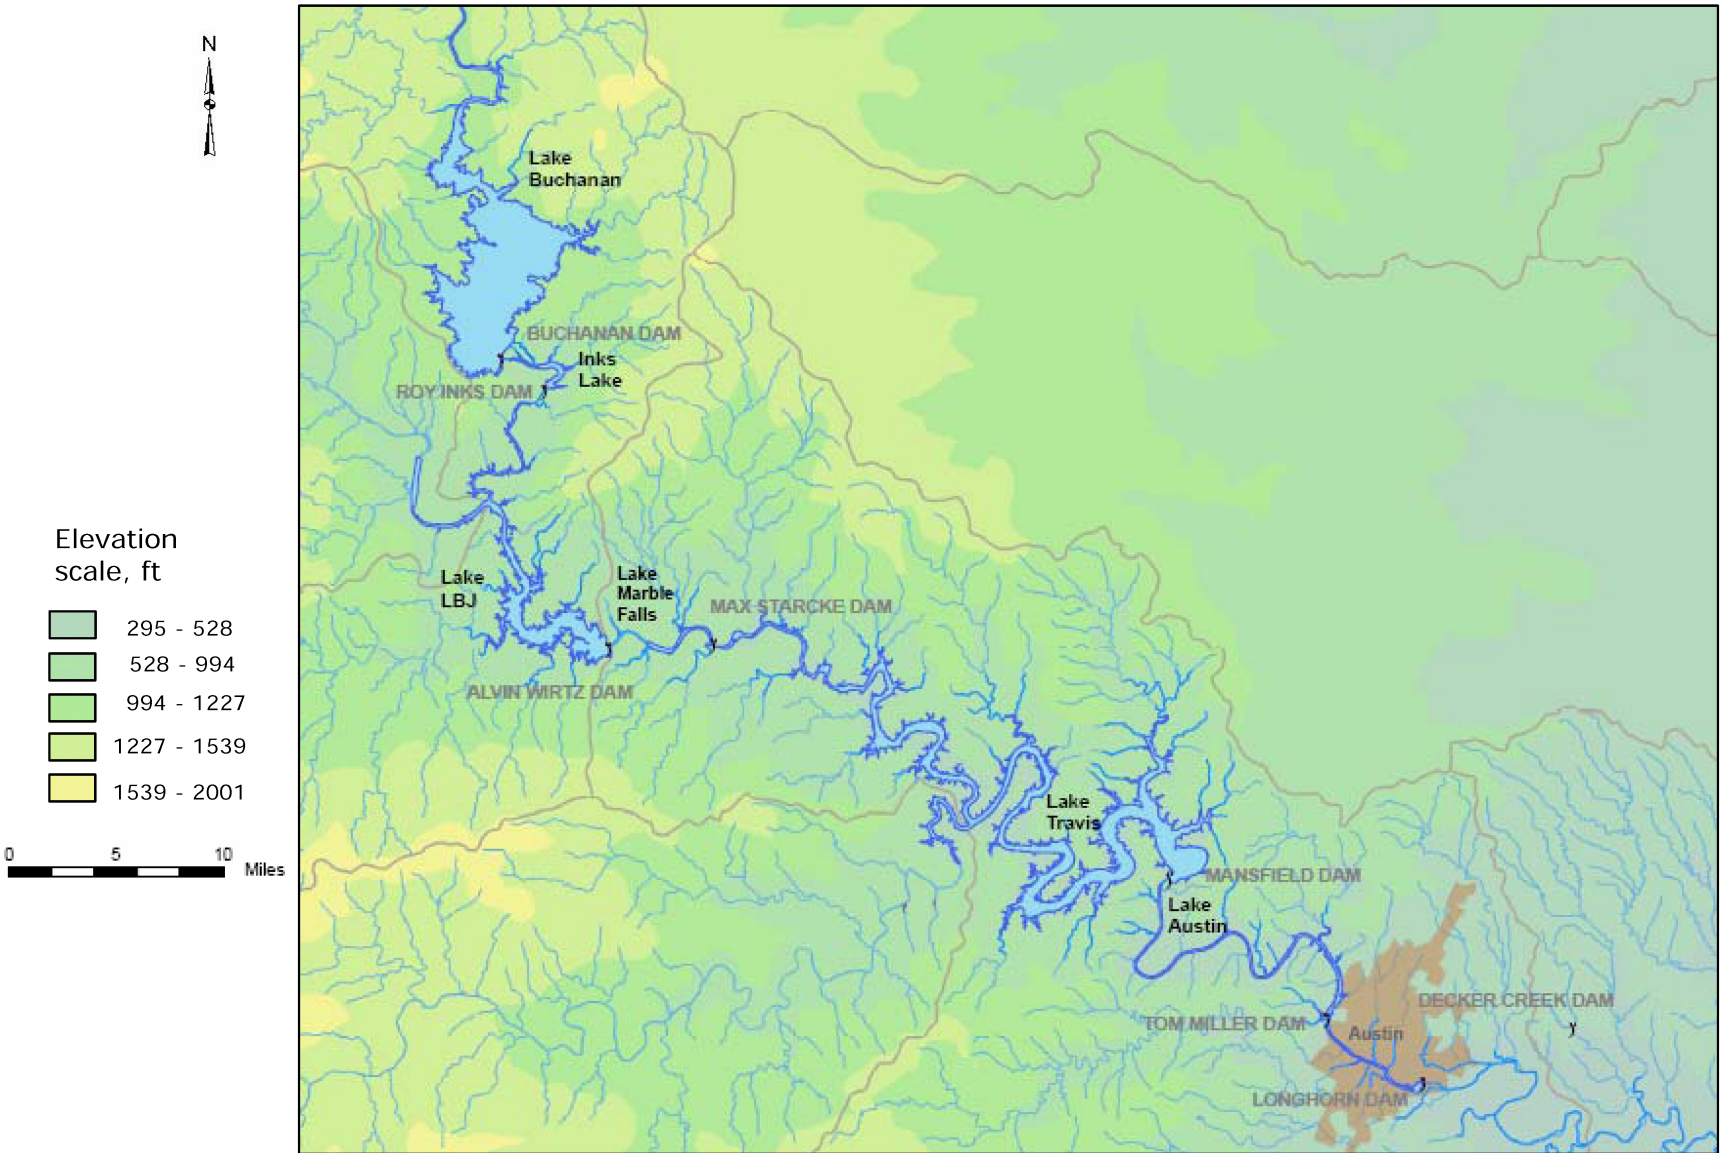 N
Lake
Buchanan
BUCHANAN DAM
Inks
Lake
ROY INKS DAM
Elevation
scale, ft
295 - 528
528 - 994
994 - 1227
1227 - 1539
1539 - 2001
0 5 10
Miles
Lake
LBJ
Lake
Marble
Falls
MAX STARCKE DAM
ALVIN WIRTZ DAM
Lake
Travis
MANSFIELD DAM
Lake
Austin
DECKER CREEK DAM
TOM MILLER DAM
Austin
LONGHORN DAM